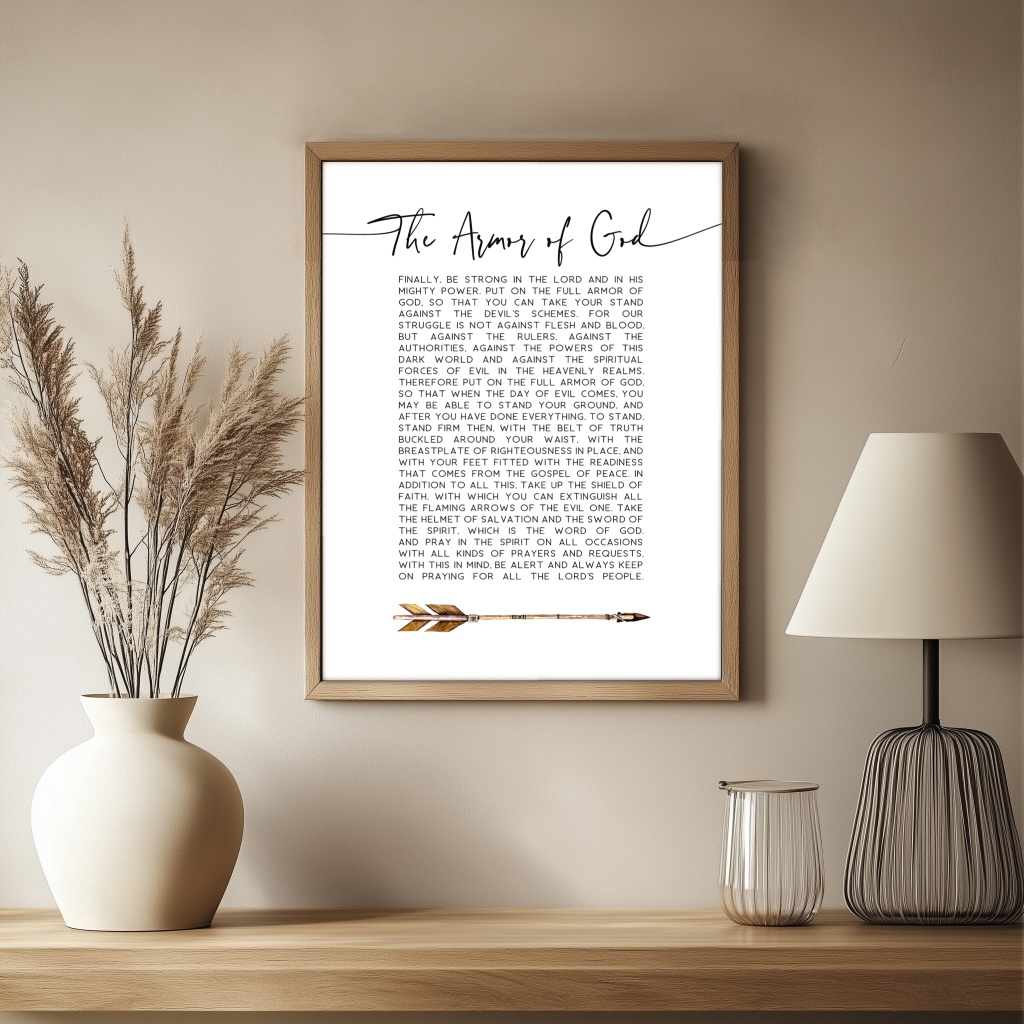 The Armor of God
FINALLY, BE STRONG IN THE LORD AND IN HIS
MIGHTY POWER. PUT ON THE FULL ARMOR OF
GOD, SO THAT YOU CAN TAKE YOUR STAND
AGAINST THE DEVIL'S SCHEMES. FOR OUR
STRUGGLE IS NOT AGAINST FLESH AND BLOOD,
BUT AGAINST THE RULERS, AGAINST THE
AUTHORITIES, AGAINST THE POWERS OF THIS
DARK WORLD AND AGAINST THE SPIRITUAL
FORCES OF EVIL IN THE HEAVENLY REALMS.
THEREFORE PUT ON THE FULL ARMOR OF GOD,
SO THAT WHEN THE DAY OF EVIL COMES, YOU
MAY BE ABLE TO STAND YOUR GROUND, AND
AFTER YOU HAVE DONE EVERYTHING, TO STAND.
STAND FIRM THEN, WITH THE BELT OF TRUTH
BUCKLED AROUND YOUR WAIST, WITH THE
BREASTPLATE OF RIGHTEOUSNESS IN PLACE, AND
WITH YOUR FEET FITTED WITH THE READINESS
THAT COMES FROM THE GOSPEL OF PEACE. IN
ADDITION TO ALL THIS, TAKE UP THE SHIELD OF
FAITH, WITH WHICH YOU CAN EXTINGUISH ALL
THE FLAMING ARROWS OF THE EVIL ONE. TAKE
THE HELMET OF SALVATION AND THE SWORD OF
THE SPIRIT, WHICH IS THE WORD OF GOD.
AND PRAY IN THE SPIRIT ON ALL OCCASIONS
WITH ALL KINDS OF PRAYERS AND REQUESTS.
WITH THIS IN MIND, BE ALERT AND ALWAYS KEEP
ON PRAYING FOR ALL THE LORD'S PEOPLE.